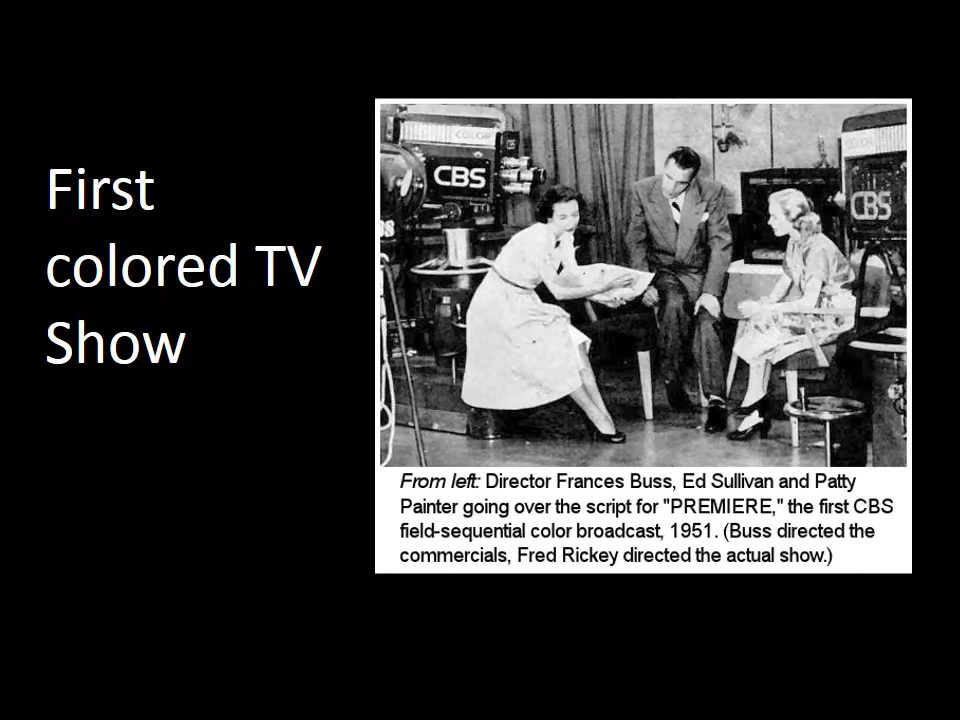 First
colored TV
Show
COLOR
CBS
CBS
From left: Director Frances Buss, Ed Sullivan and Patty
Painter going over the script for "PREMIERE," the first CBS
field-sequential color broadcast, 1951. (Buss directed the
commercials, Fred Rickey directed the actual show.)